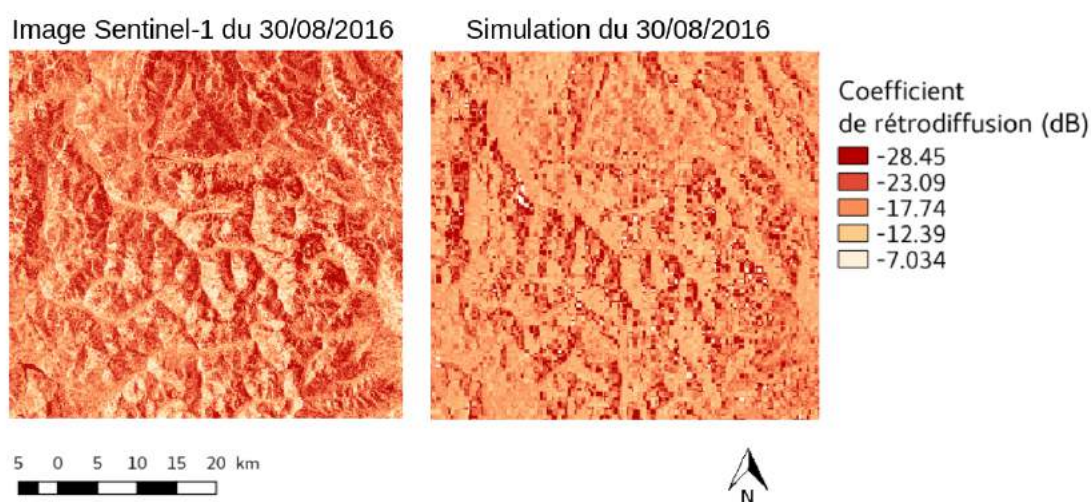 Image Sentinel-1 du 30/08/2016
Simulation du 30/08/2016
Coefficient
de rétrodiffusion (dB)
-28.45
-23.09
-17.74
-12.39
-7.034
5 0 5 10 15 20 km
N